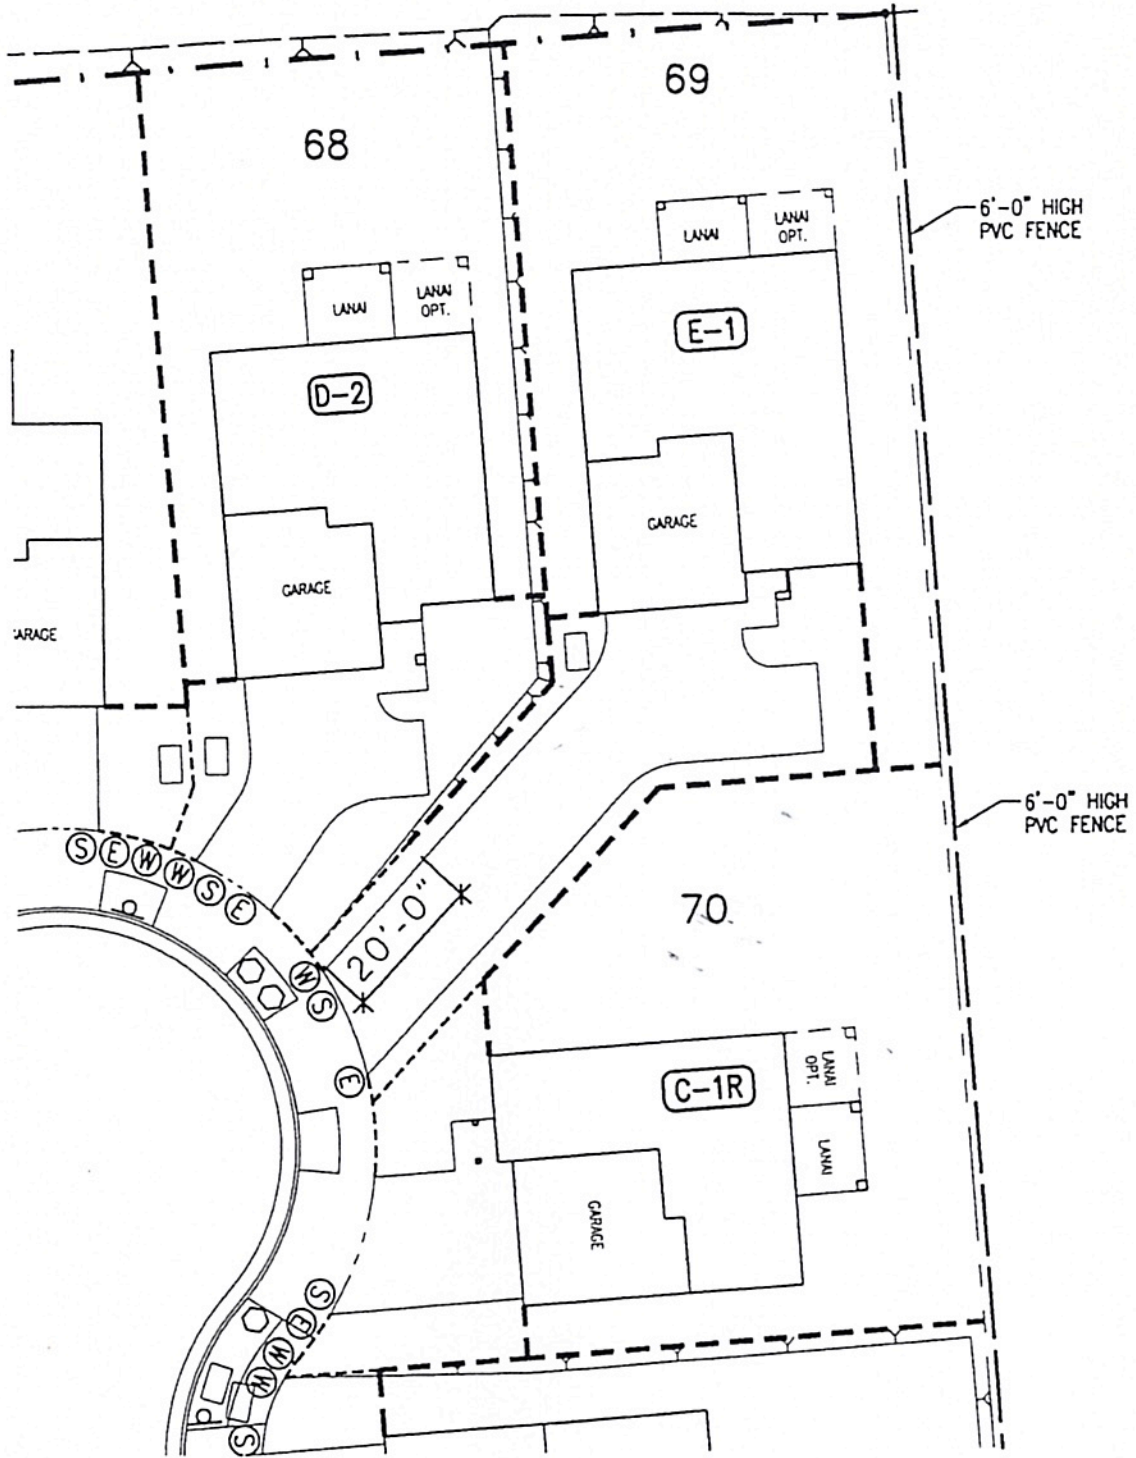 69
68
6'-0" HIGH
PVC FENCE
LANAI
LANAI
OPT.
LANAI
LANAI
OPT.
E-1
D-2
GARAGE
GARAGE
GARAGE
6'-0" HIGH
PVC FENCE
S
E
W
W
S
E
70
20'-0"
W
S
E
LANAI
OPT.
C-1R
LANAI
GARAGE
S
E
W
W
S